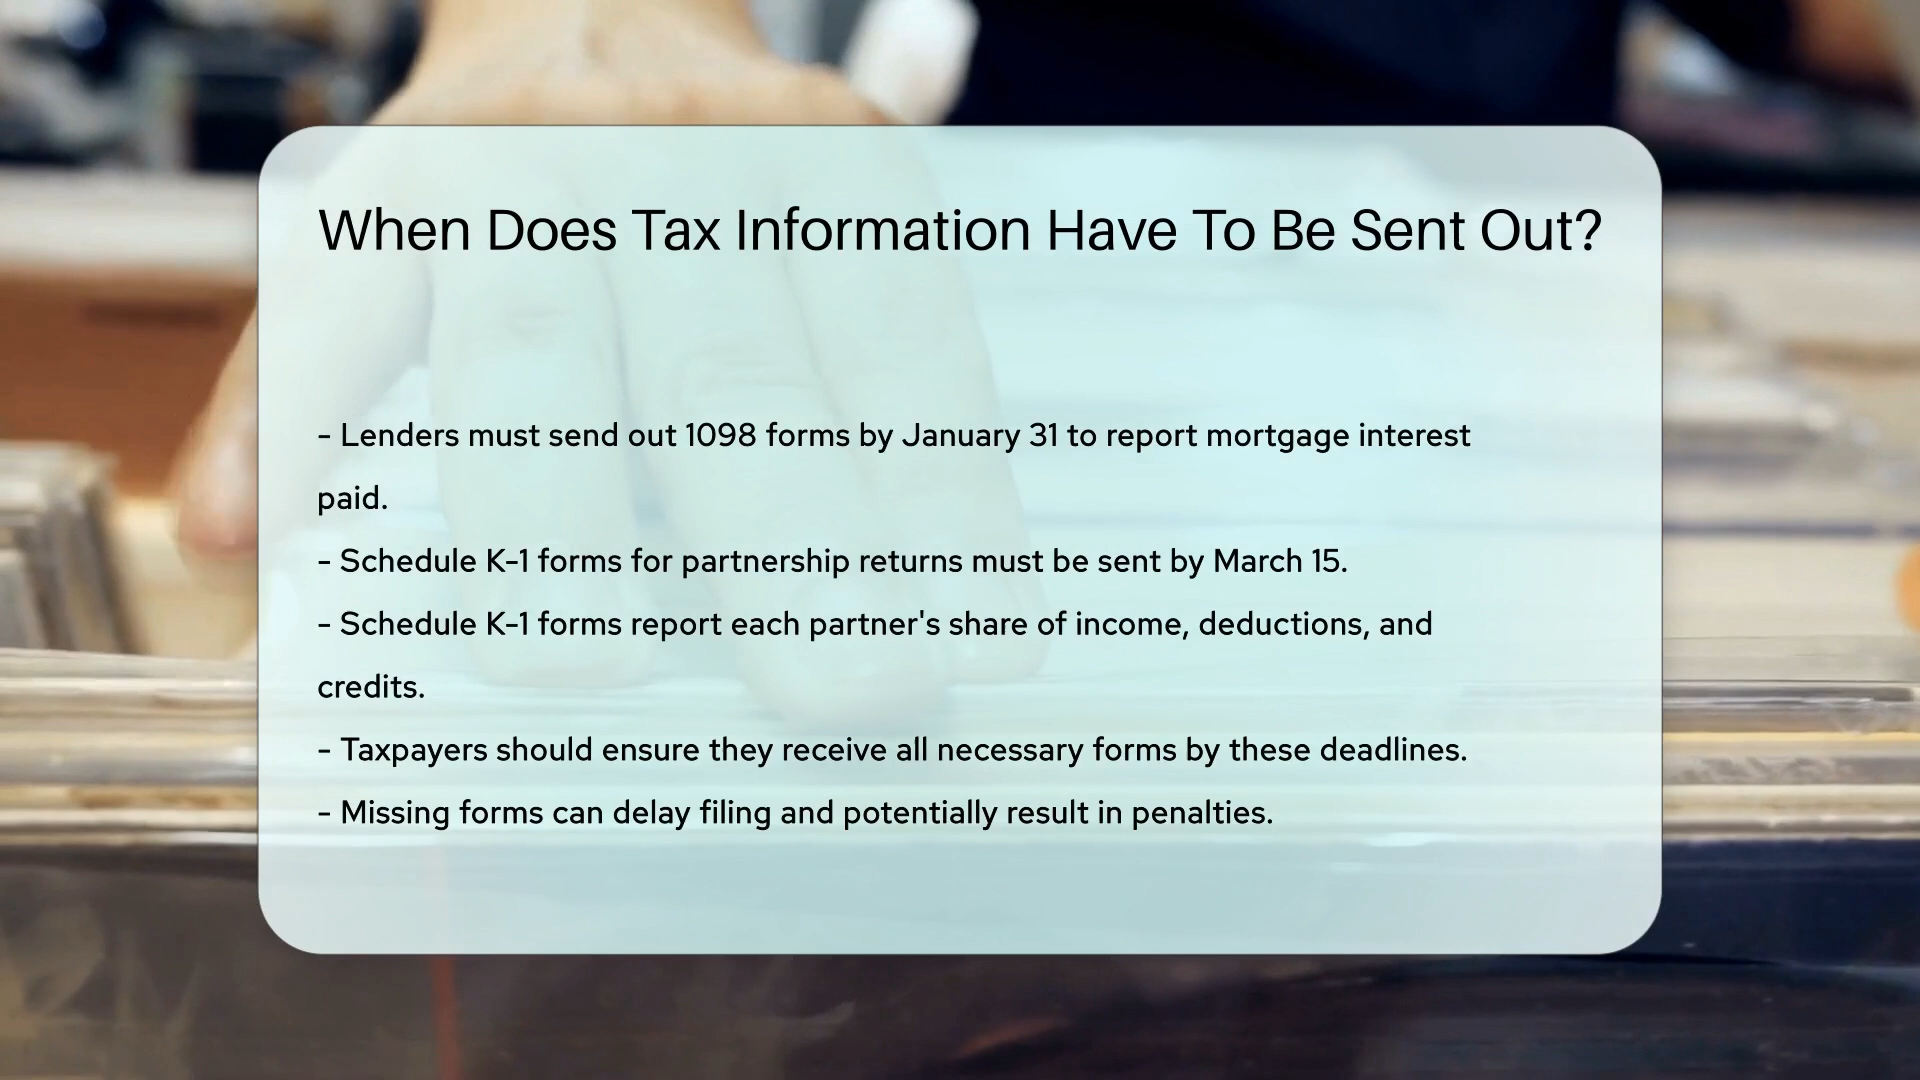 When Does Tax Information Have To Be Sent Out?
- Lenders must send out 1098 forms by January 31 to report mortgage interest
paid.
- Schedule K-1 forms for partnership returns must be sent by March 15.
- Schedule K-1 forms report each partner's share of income, deductions, and
credits.
- Taxpayers should ensure they receive all necessary forms by these deadlines.
- Missing forms can delay filing and potentially result in penalties.